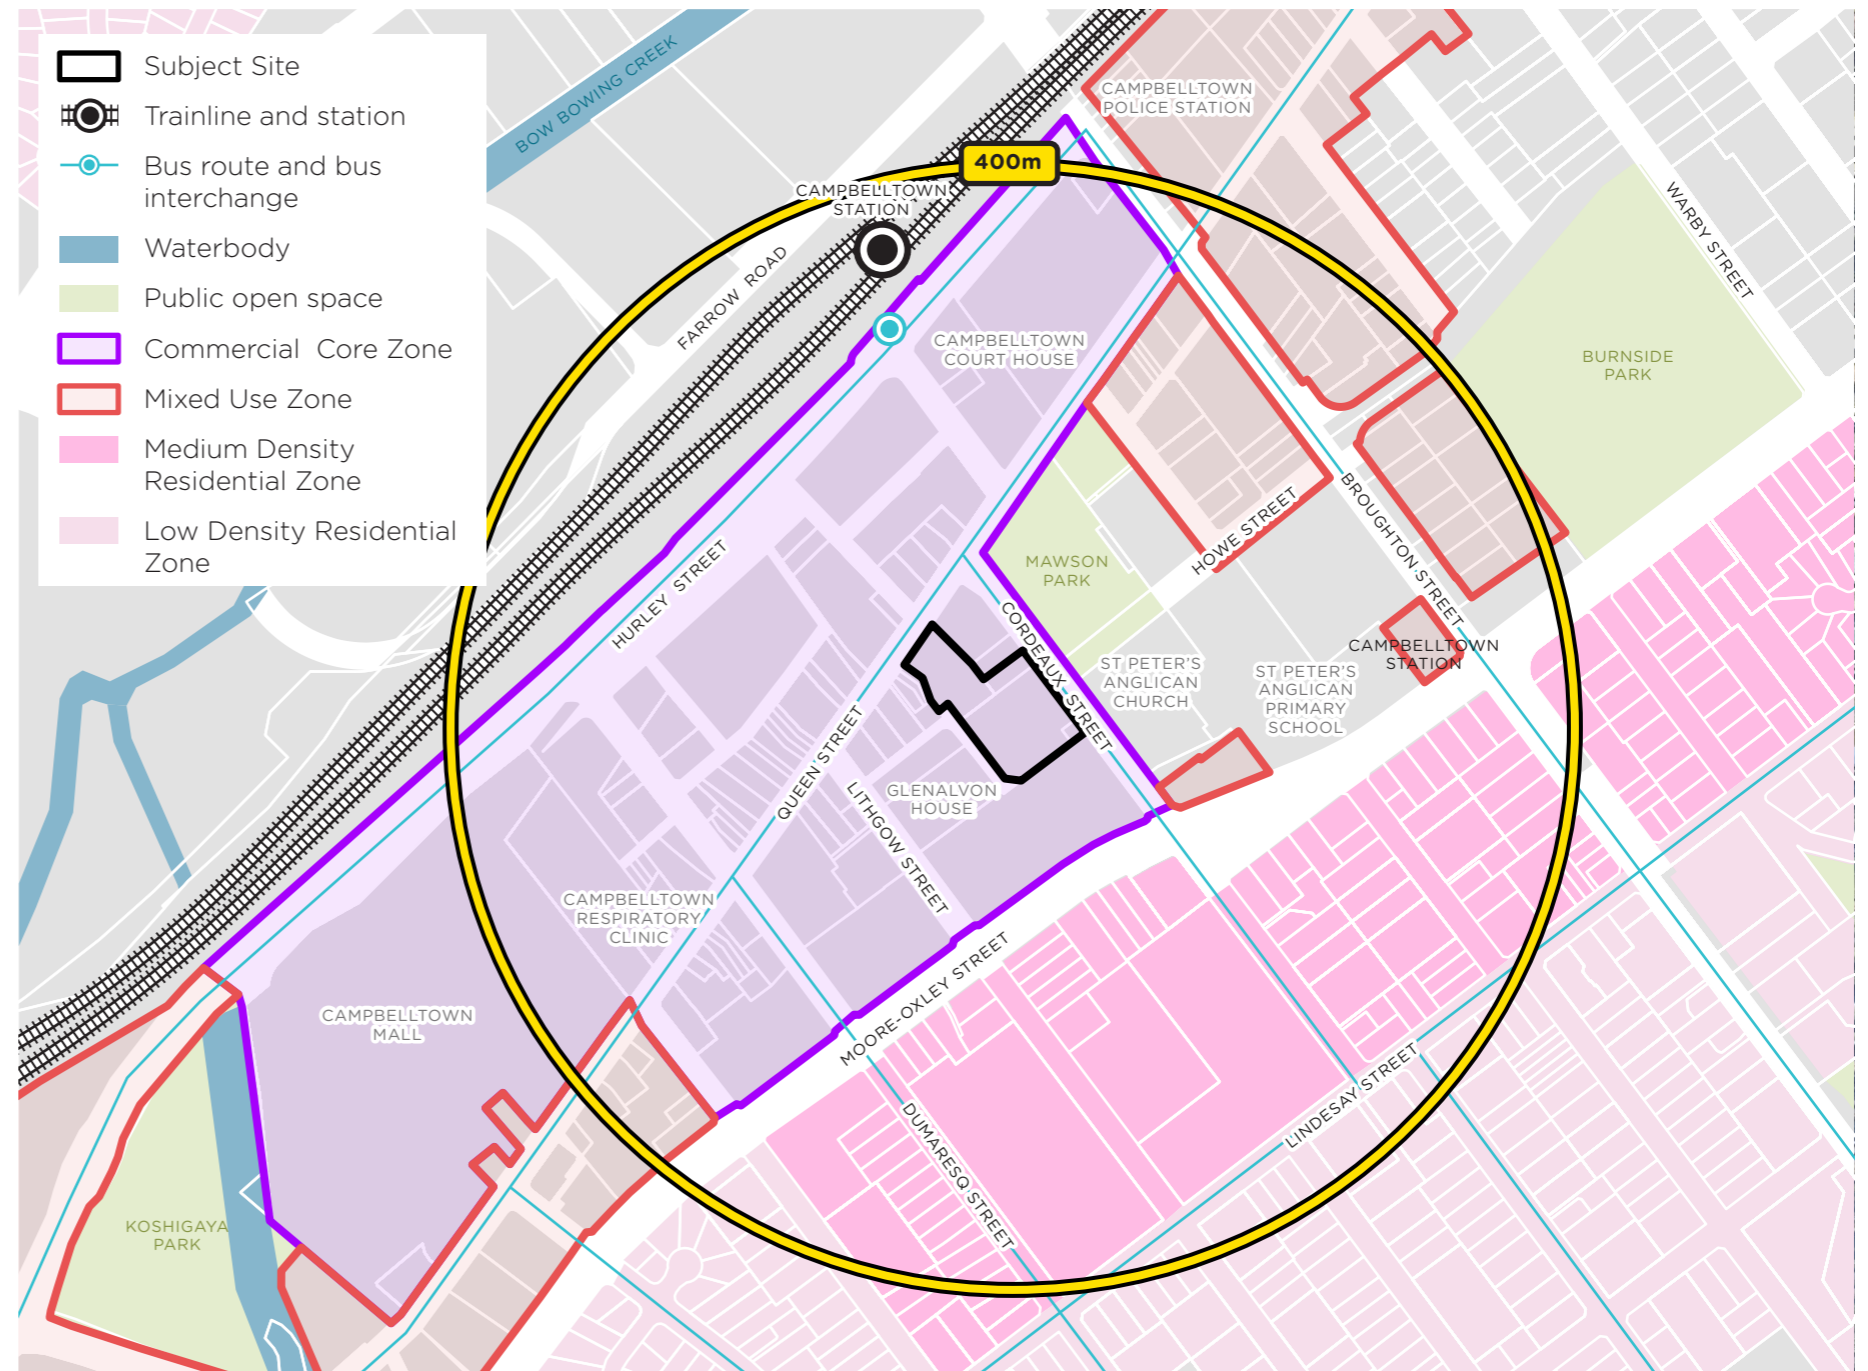 Subject Site
Trainline and station
Bus route and bus
interchange
Waterbody
Public open space
Commercial Core Zone
Mixed Use Zone
Medium Density
Residential Zone
Low Density Residential
Zone
BOW BOWING CREEK
CAMPBELLTOWN
POLICE STATION
400m
CAMPBELLTOWN
STATION
FARROW ROAD
WARBY STREET
CAMPBELLTOWN
COURT HOUSE
BURNSIDE
PARK
HURLEY STREET
MAWSON
PARK
HOWE STREET
BROUGHTON STREET
CORDEAUX STREET
CAMPBELLTOWN
STATION
ST PETER'S
ANGLICAN
CHURCH
ST PETER'S
ANGLICAN
PRIMARY
SCHOOL
QUEEN STREET
GLENALVON
HOUSE
LITHGOW STREET
CAMPBELLTOWN
RESPIRATORY
CLINIC
MOORE-OXLEY STREET
CAMPBELLTOWN
MALL
LINDESAY STREET
DUMARESQ STREET
KOSHIGAYA
PARK